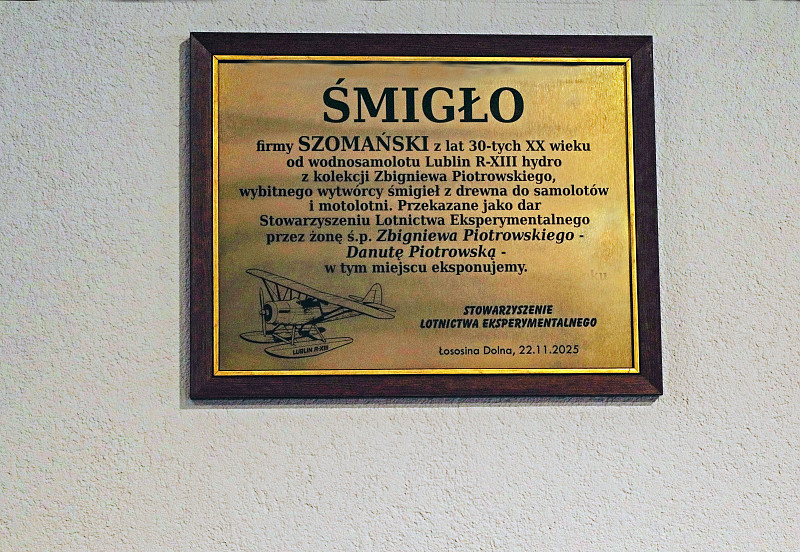 ŚMIGŁO
firmy SZOMAŃSKI z lat 30-tych XX wieku
od wodnosamolotu Lublin R-XIII hydro
z kolekcji Zbigniewa Piotrowskiego,
wybitnego wytwórcy śmigieł z drewna do samolotów
i motolotni. Przekazane jako dar
Stowarzyszeniu Lotnictwa Eksperymentalnego
przez żonę ś.p. Zbigniewa Piotrowskiego -
Danutę Piotrowską -
w tym miejscu eksponujemy.
ku
STOWARZYSZENIE
LOTNICTWA EKSPERYMENTALNEGO
LUBLIN R-XIII
Łososina Dolna, 22.11.2025